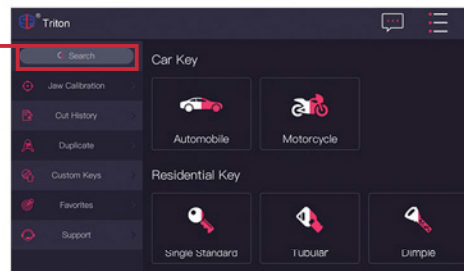 Triton
Search
Jaw Calibration
Cut History
Duplicate
Custom Keys
Favorites
Support
Car Key
Automobile
Motorcycle
Residential Key
Single Standard
Tubular
Dimple